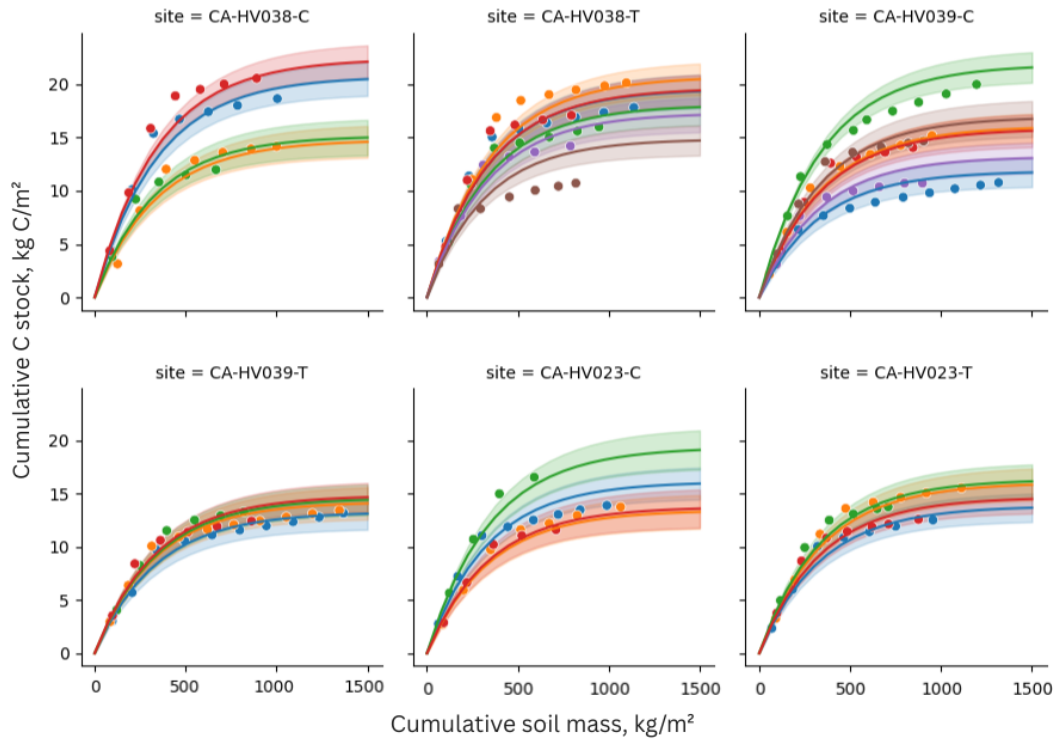 site = CA-HV038-C
site = CA-HV038-T
site = CA-HV039-C
20
15
10
5
0
site = CA-HV039-T
site = CA-HV023-C
site = CA-HV023-T
20
15
10
5
0
0 500 1000 1500
0 500 1000 1500
0 500 1000 1500
Cumulative C stock, kg C/m²
Cumulative soil mass, kg/m²